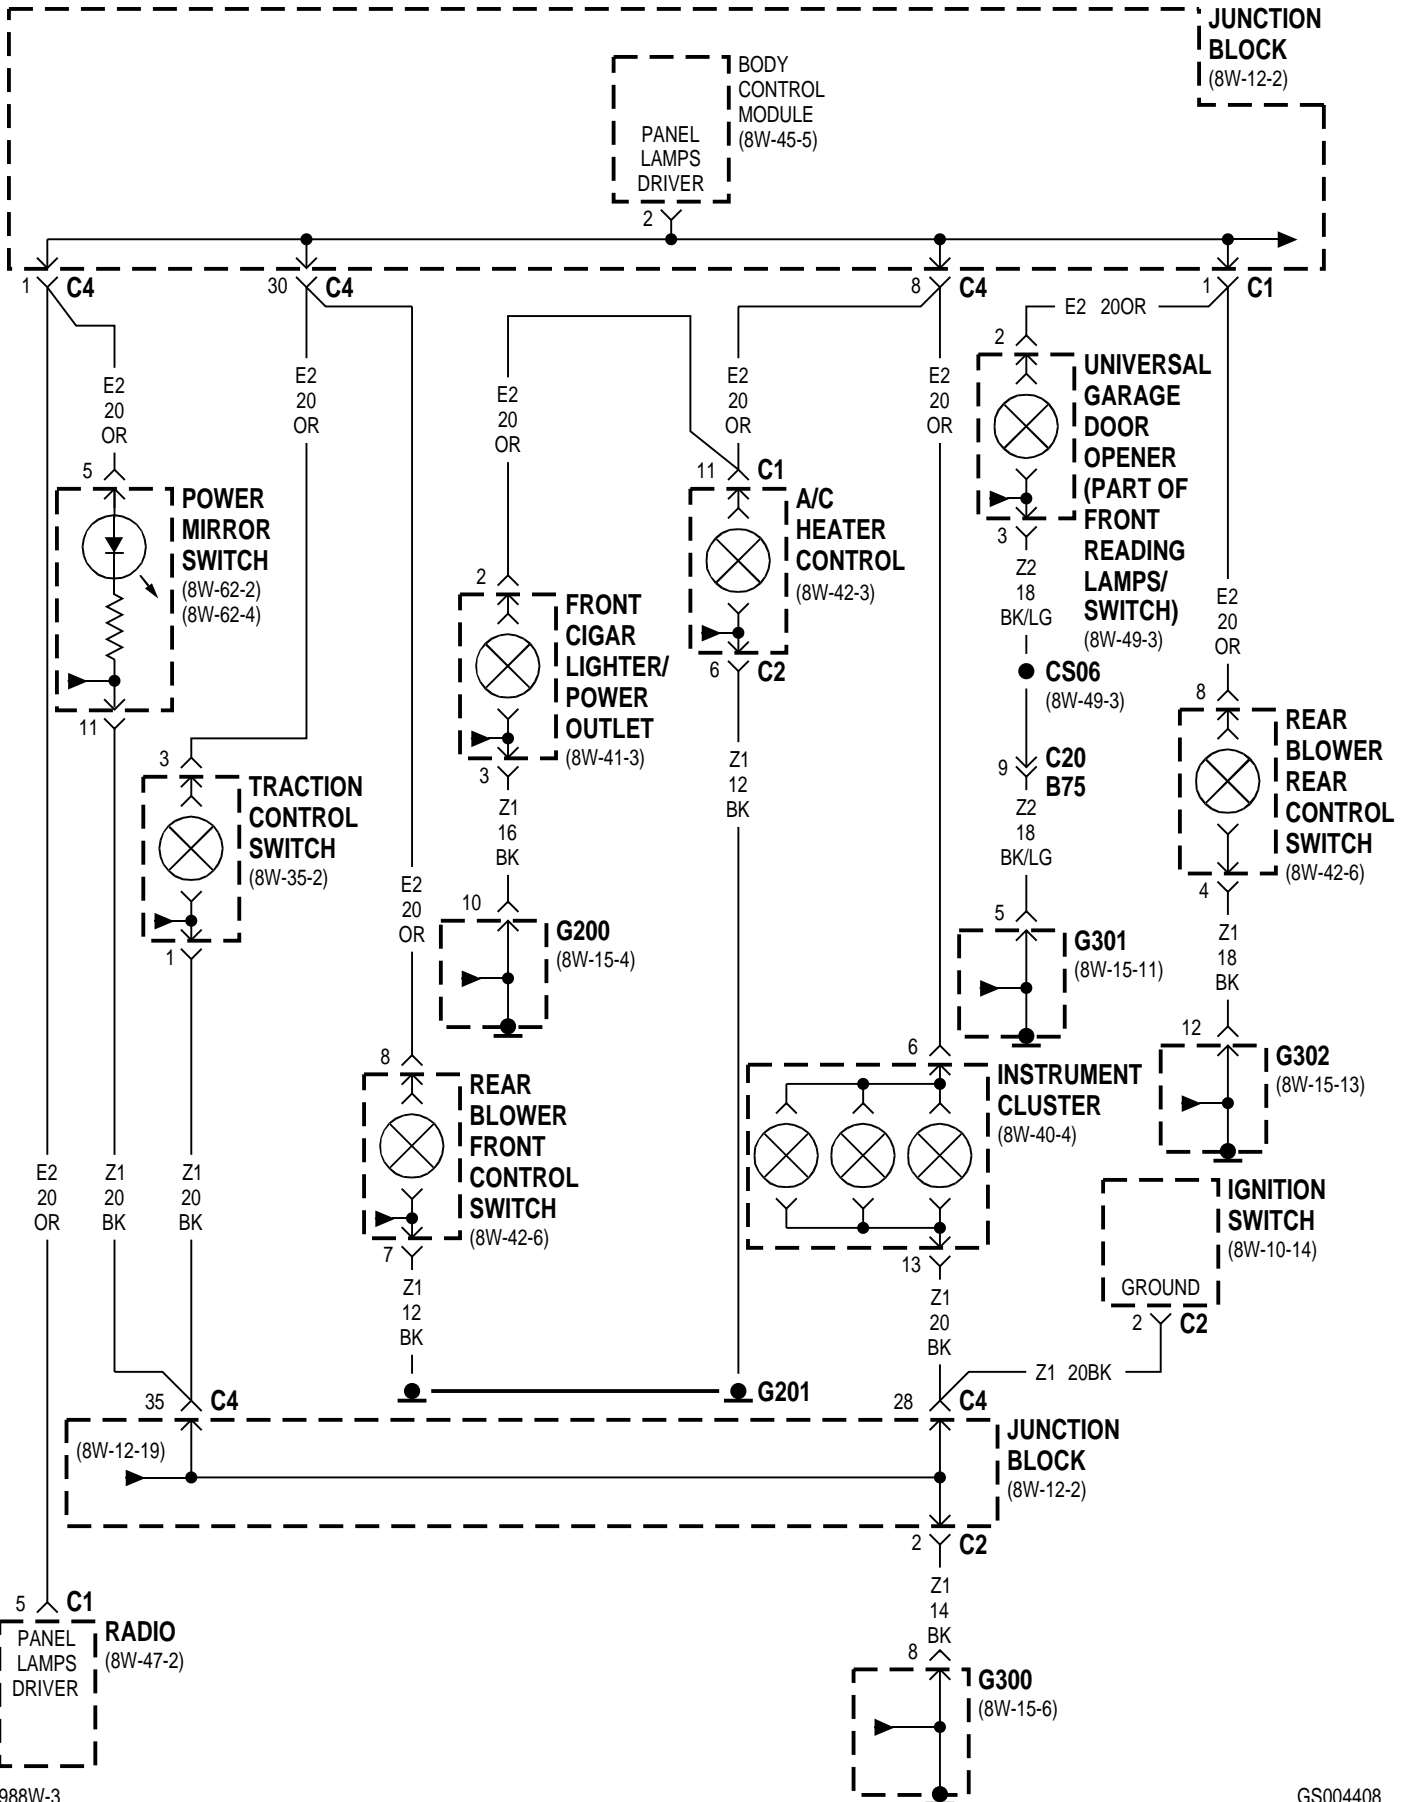 JUNCTION
BLOCK
(8W-12-2)
BODY
CONTROL
MODULE
(8W-45-5)
PANEL
LAMPS
DRIVER
2
1
C4
30
C4
8
C4
1
C1
E2
20
OR
5
POWER
MIRROR
SWITCH
(8W-62-2)
(8W-62-4)
11
E2
20
OR
3
TRACTION
CONTROL
SWITCH
(8W-35-2)
1
E2
20
OR
2
FRONT
CIGAR
LIGHTER/
POWER
OUTLET
(8W-41-3)
3
Z1
16
BK
10
G200
(8W-15-4)
E2
20
OR
11
C1
A/C
HEATER
CONTROL
(8W-42-3)
6
C2
Z1
12
BK
E2
20
OR
E2 20OR
2
UNIVERSAL
GARAGE
DOOR
OPENER
(PART OF
FRONT
READING
LAMPS/
SWITCH)
(8W-49-3)
3
Z2
18
BK/LG
CS06
(8W-49-3)
9
C20
B75
Z2
18
BK/LG
5
G301
(8W-15-11)
E2
20
OR
8
REAR
BLOWER
REAR
CONTROL
SWITCH
(8W-42-6)
4
Z1
18
BK
12
G302
(8W-15-13)
E2
20
OR
8
REAR
BLOWER
FRONT
CONTROL
SWITCH
(8W-42-6)
7
Z1
12
BK
G201
6
INSTRUMENT
CLUSTER
(8W-40-4)
13
Z1
20
BK
IGNITION
SWITCH
(8W-10-14)
GROUND
2
C2
Z1 20BK
E2
20
OR
Z1
20
BK
Z1
20
BK
35
C4
28
C4
JUNCTION
BLOCK
(8W-12-2)
(8W-12-19)
2
C2
Z1
14
BK
8
G300
(8W-15-6)
5
C1
RADIO
(8W-47-2)
PANEL
LAMPS
DRIVER
988W-3
GS004408